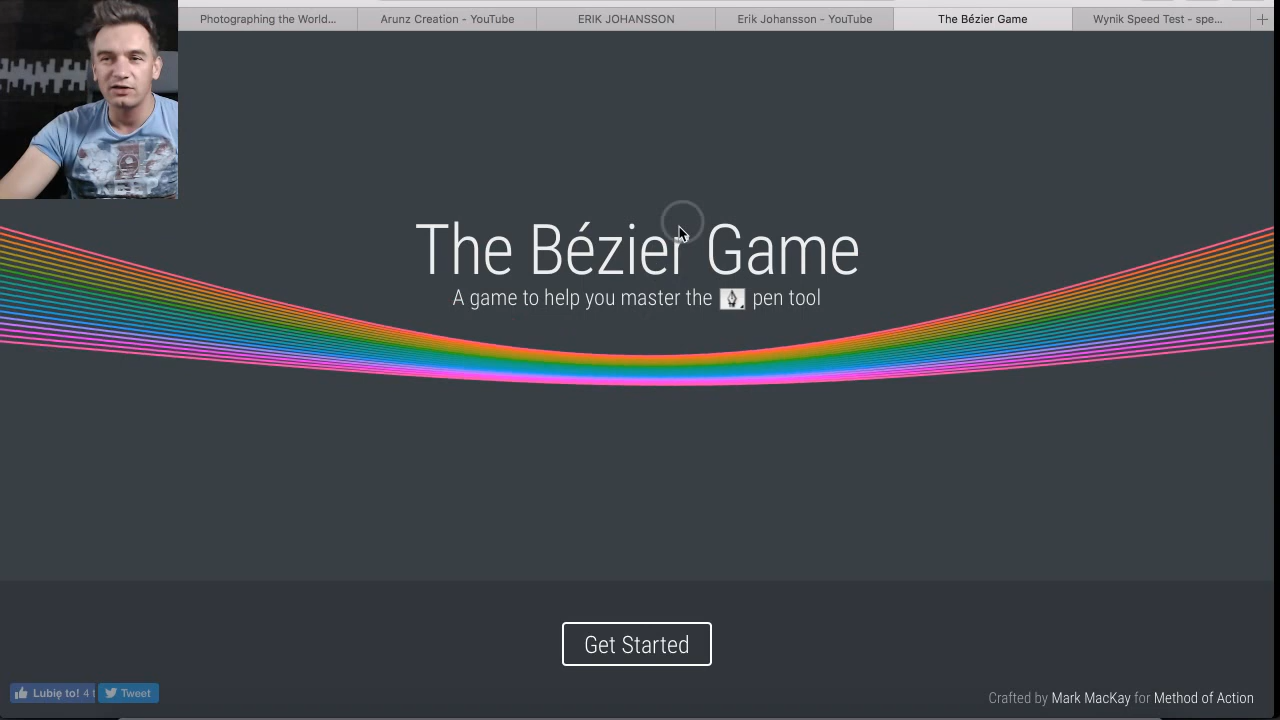 Photographing the World...
Arunz Creation - YouTube
ERIK JOHANSSON
Erik Johansson - YouTube
The Bézier Game
Wynik Speed Test - spe...
KEEP
The Bézier Game
A game to help you master the pen tool
Get Started
Lubię to! 4 t
Tweet
Crafted by Mark MacKay for Method of Action